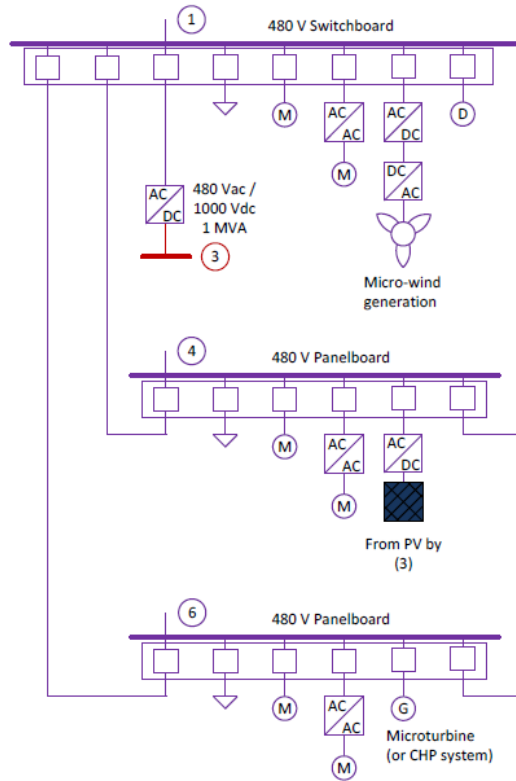 1
480 V Switchboard
M
AC
AC
AC
DC
D
AC
DC
480 Vac /
1000 Vdc
1 MVA
M
DC
AC
3
Micro-wind
generation
4
480 V Panelboard
M
AC
AC
AC
DC
M
From PV by
(3)
6
480 V Panelboard
M
G
AC
AC
Microturbine
(or CHP system)
M